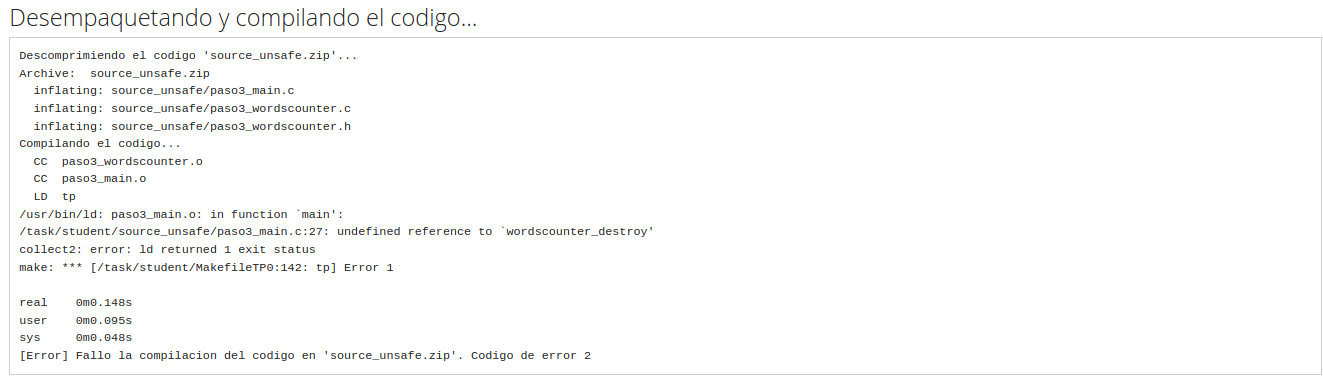 Desempaquetando y compilando el codigo...
Descomprimiendo el codigo 'source_unsafe.zip'...
Archive:  source_unsafe.zip
  inflating: source_unsafe/paso3_main.c
  inflating: source_unsafe/paso3_wordscounter.c
  inflating: source_unsafe/paso3_wordscounter.h
Compilando el codigo...
  CC  paso3_wordscounter.o
  CC  paso3_main.o
  LD  tp
/usr/bin/ld: paso3_main.o: in function `main':
/task/student/source_unsafe/paso3_main.c:27: undefined reference to `wordscounter_destroy'
collect2: error: ld returned 1 exit status
make: *** [/task/student/MakefileTP0:142: tp] Error 1
real    0m0.148s
user    0m0.095s
sys     0m0.048s
[Error] Fallo la compilacion del codigo en 'source_unsafe.zip'. Codigo de error 2